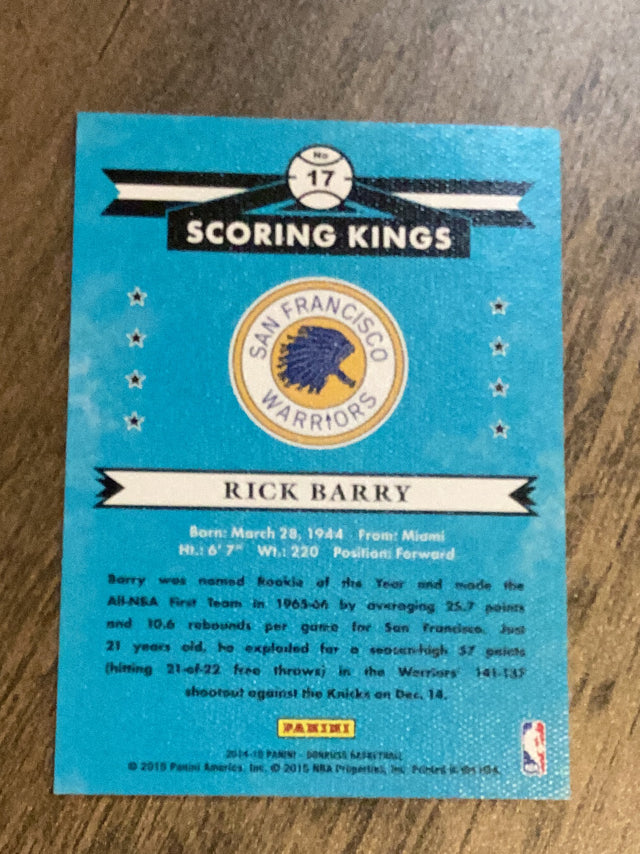 No
17
SCORING KINGS
SAN FRANCISCO
WARRIORS
RICK BARRY
Born: March 28, 1944 From: Miami
Ht.: 6' 7" Wt.: 220 Position: Forward
Barry was named Rookie of the Year and made the
All-NBA First Team in 1965-66 by averaging 25.7 points
and 10.6 rebounds per game for San Francisco. Just
21 years old, he exploded for a season-high 57 points
(hitting 21-of-22 free throws) in the Warriors' 141-137
shootout against the Knicks on Dec. 14.
PANINI
2014-15 PANINI - DONRUSS BASKETBALL
© 2015 Panini America, Inc. © 2015 NBA Properties, Inc. Printed in the USA.